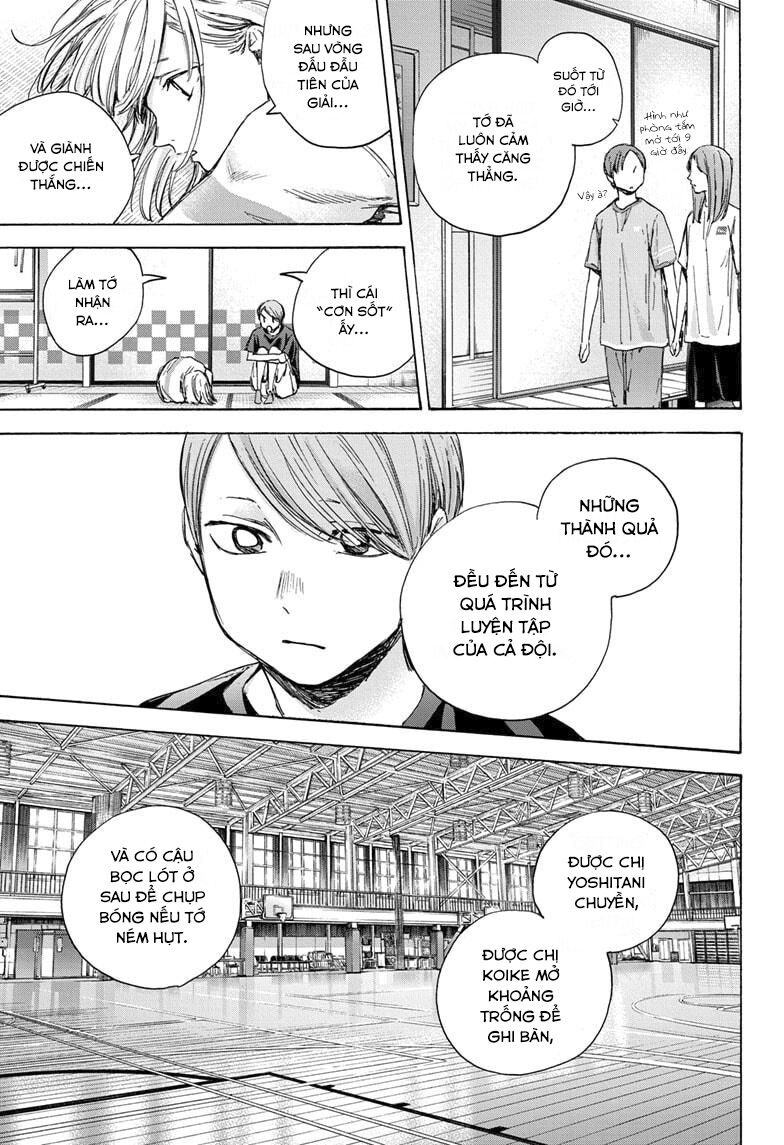 SUỐT TỪ
ĐÓ TỚI
GIỜ...
TỚ ĐÃ
LUÔN CẢM
THẤY CĂNG
THẲNG.
Hình như
phòng tắm
mở tới 9
giờ đấy
Vậy à?
NHƯNG
SAU VÒNG
ĐẤU ĐẦU
TIÊN CỦA
GIẢI...
VÀ GIÀNH
ĐƯỢC CHIẾN
THẮNG...
THÌ CÁI
“CƠN SỐT”
ẤY...
LÀM TỚ
NHẬN
RA...
NHỮNG
THÀNH QUẢ
ĐÓ...
ĐỀU ĐẾN TỪ
QUÁ TRÌNH
LUYỆN TẬP
CỦA CẢ ĐỘI.
ĐƯỢC CHỊ
YOSHITANI
CHUYỀN,
ĐƯỢC CHỊ
KOIKE MỞ
KHOẢNG
TRỐNG ĐỂ
GHI BÀN,
VÀ CÓ CẬU
BỌC LÓT Ở
SAU ĐỂ CHỤP
BÓNG NẾU TỚ
NÉM HỤT.